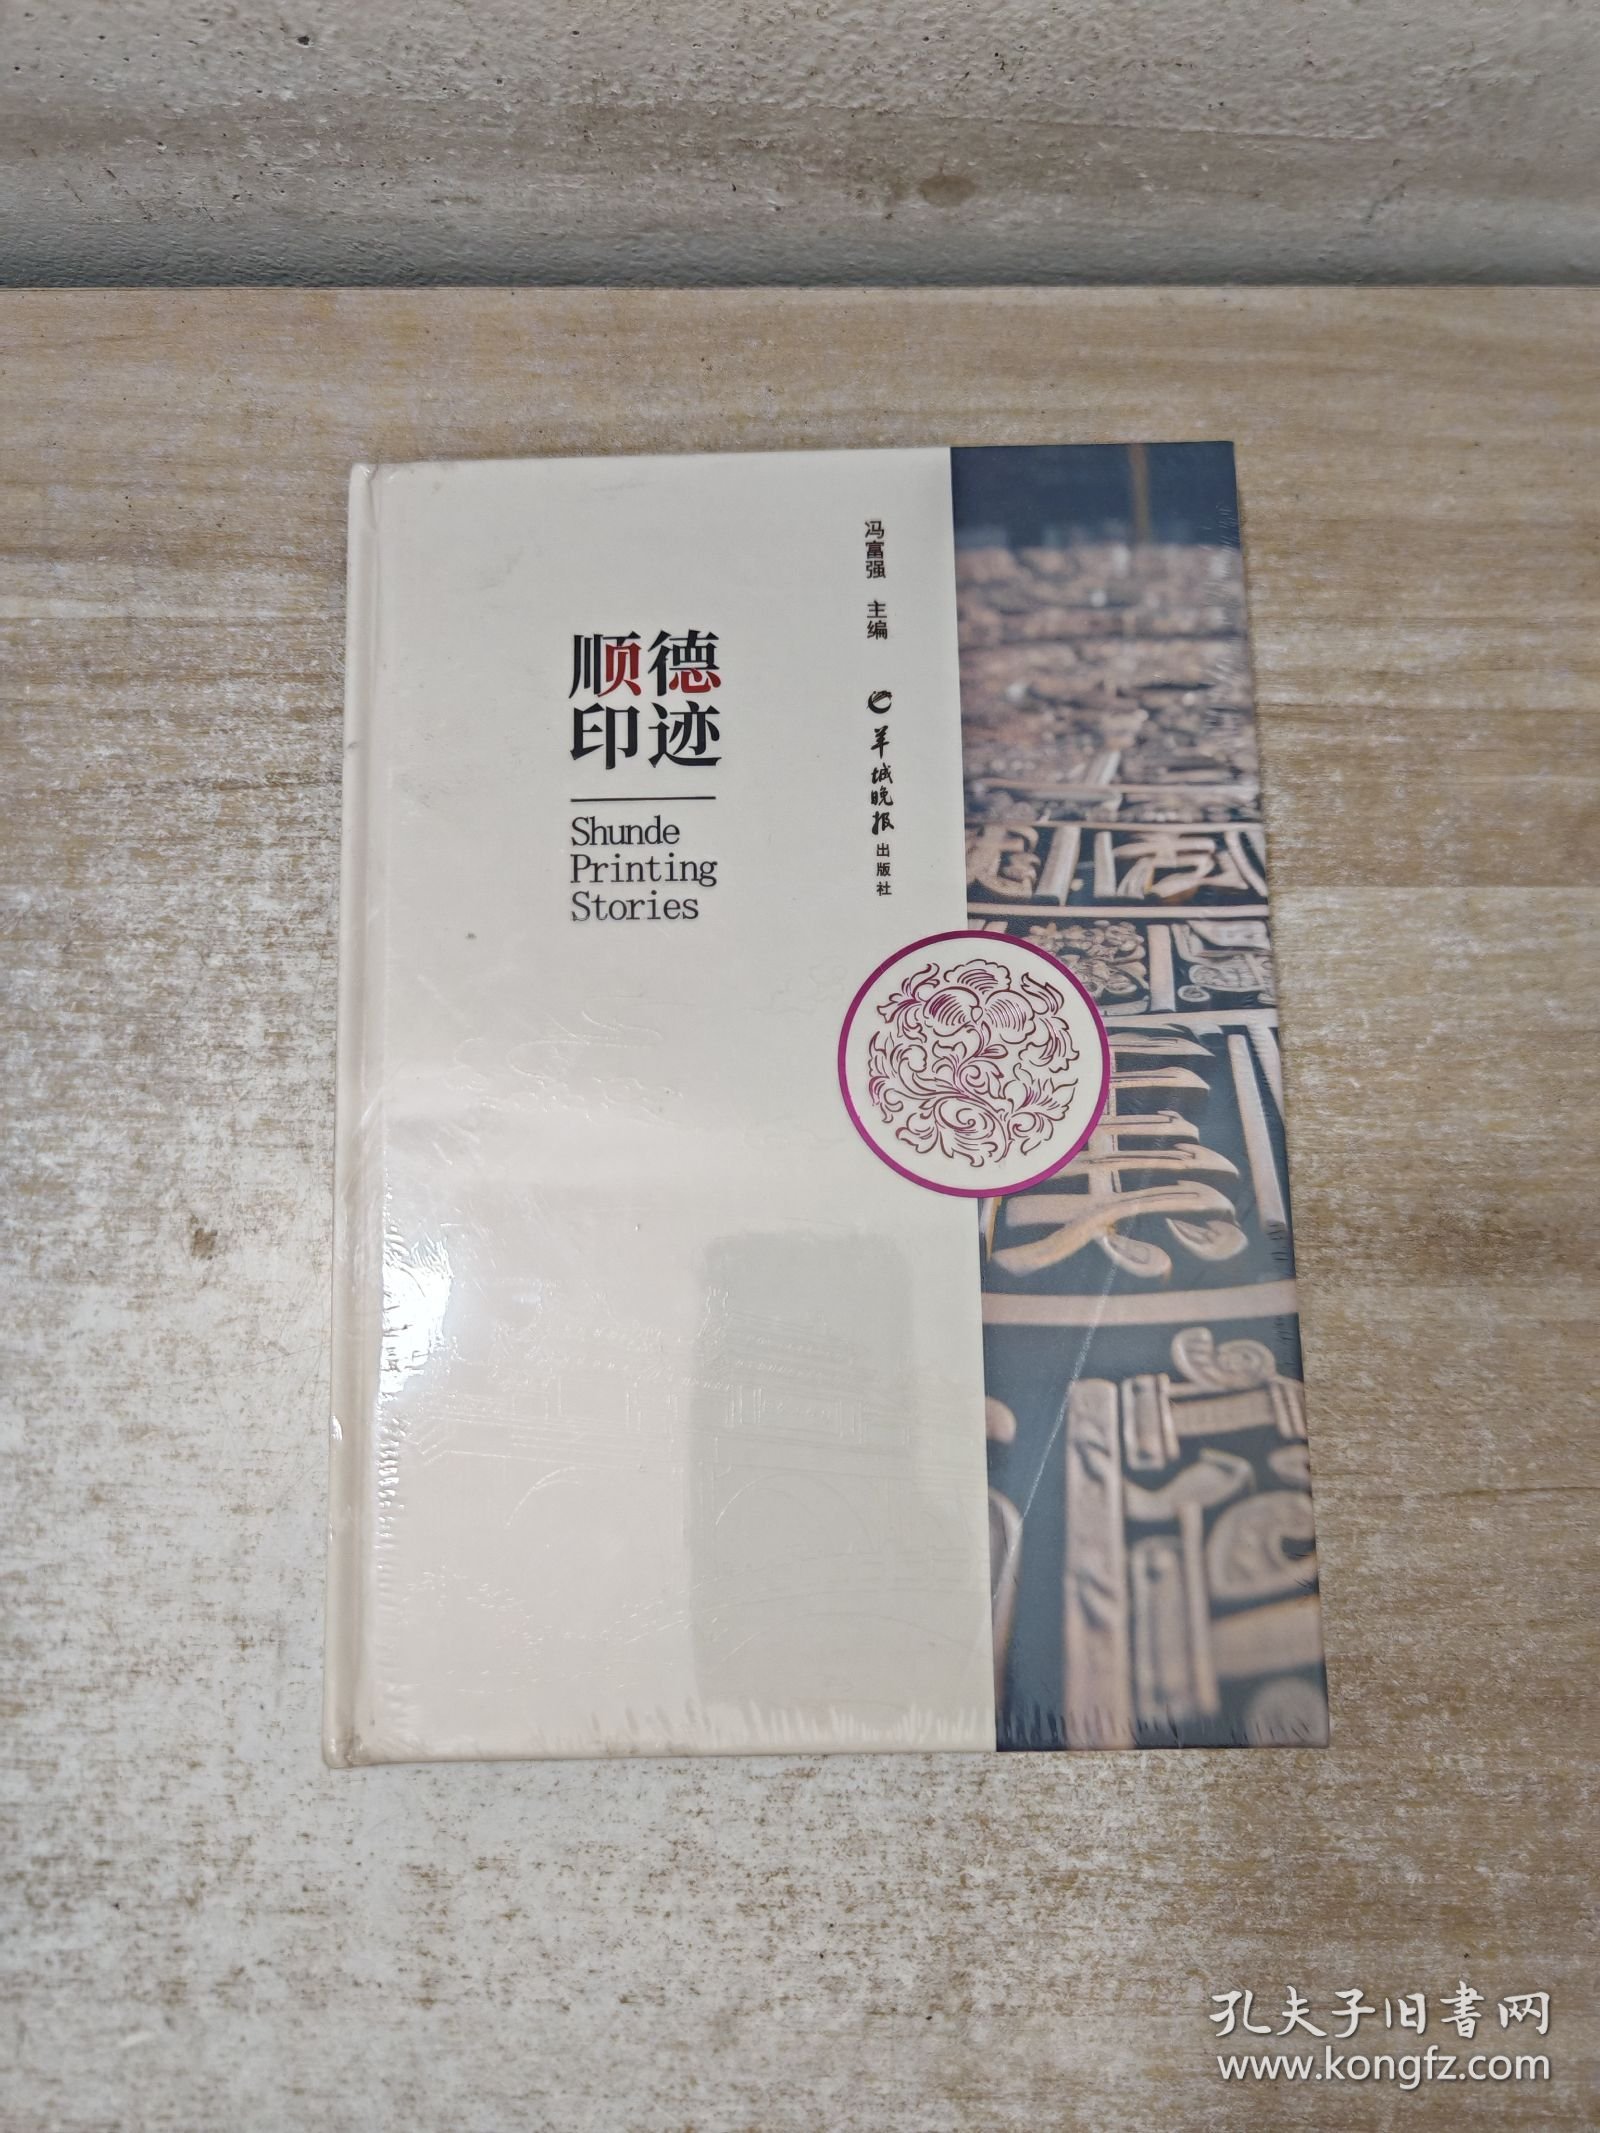 顺德
印迹
Shunde
Printing
Stories
冯富强 主编
羊城晚报出版社
孔夫子旧书网
www.kongfz.com